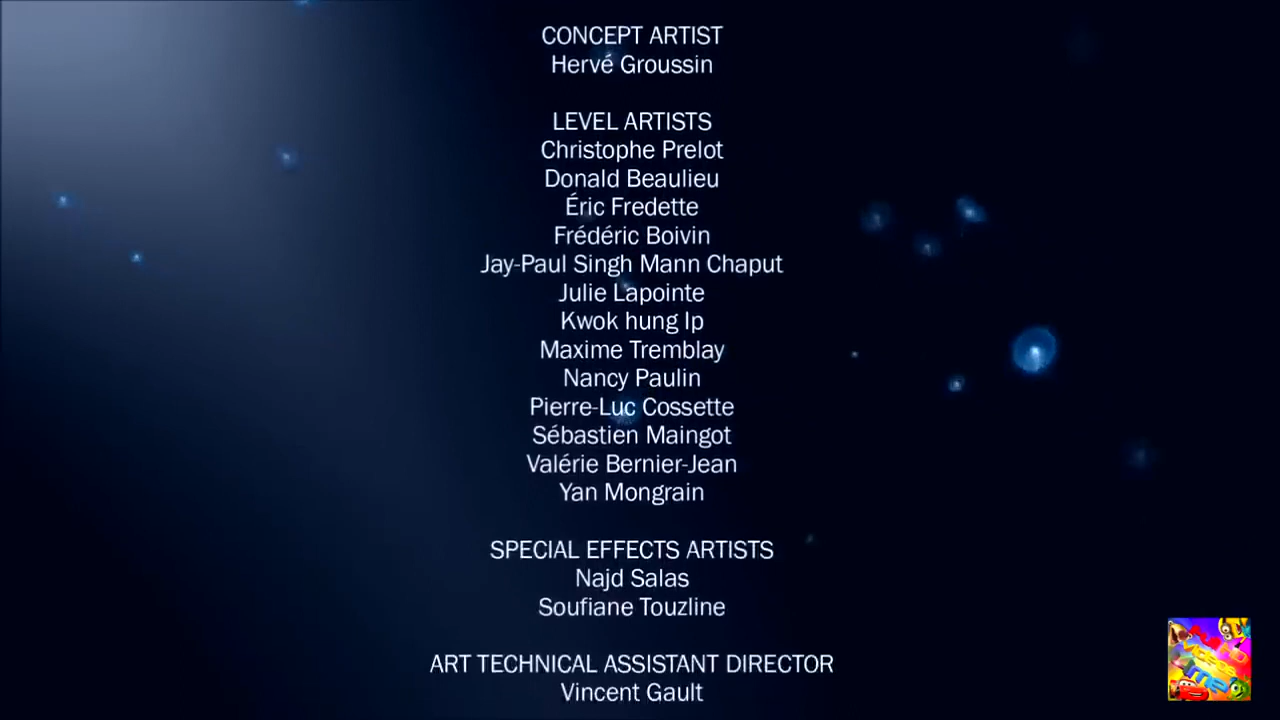 CONCEPT ARTIST
Hervé Groussin
LEVEL ARTISTS
Christophe Prelot
Donald Beaulieu
Éric Fredette
Frédéric Boivin
Jay-Paul Singh Mann Chaput
Julie Lapointe
Kwok hung Ip
Maxime Tremblay
Nancy Paulin
Pierre-Luc Cossette
Sébastien Maingot
Valérie Bernier-Jean
Yan Mongrain
SPECIAL EFFECTS ARTISTS
Najd Salas
Soufiane Touzline
ART TECHNICAL ASSISTANT DIRECTOR
Vincent Gault